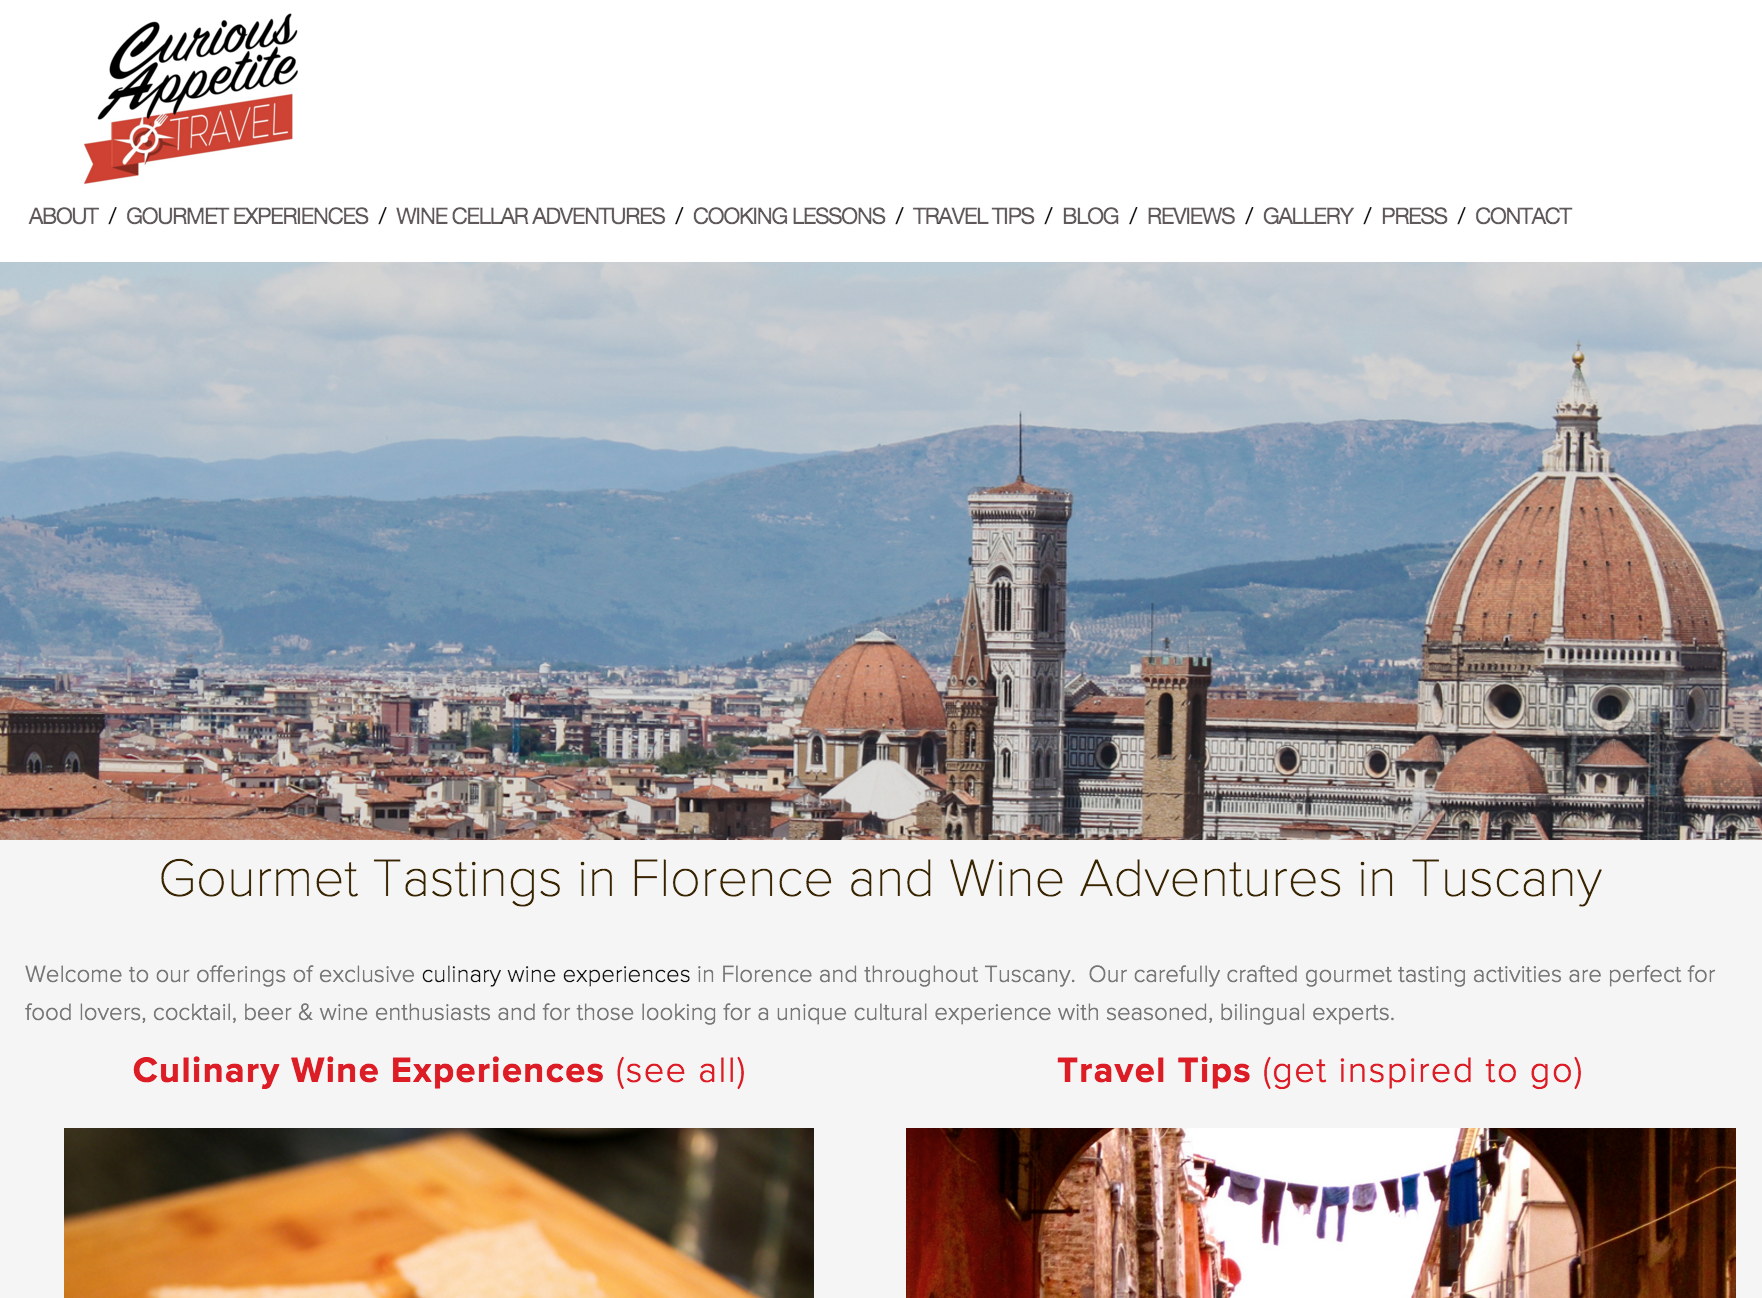 Curious
Appetite
TRAVEL
ABOUT / GOURMET EXPERIENCES / WINE CELLAR ADVENTURES / COOKING LESSONS / TRAVEL TIPS / BLOG / REVIEWS / GALLERY / PRESS / CONTACT
Gourmet Tastings in Florence and Wine Adventures in Tuscany
Welcome to our offerings of exclusive culinary wine experiences in Florence and throughout Tuscany. Our carefully crafted gourmet tasting activities are perfect for
food lovers, cocktail, beer & wine enthusiasts and for those looking for a unique cultural experience with seasoned, bilingual experts.
Culinary Wine Experiences (see all)
Travel Tips (get inspired to go)